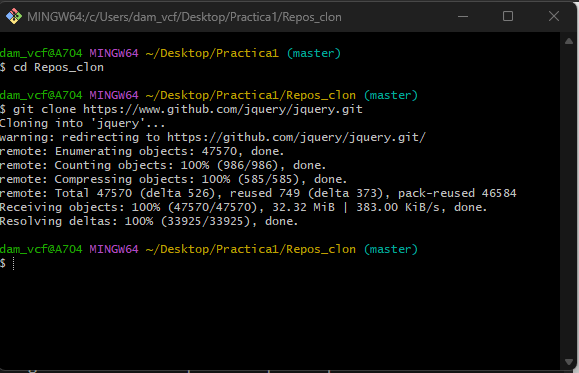 MINGW64:/c/Users/dam_vcf/Desktop/Practica1/Repos_clon
dam_vcf@A704 MINGW64 ~/Desktop/Practica1 (master)
$ cd Repos_clon
dam_vcf@A704 MINGW64 ~/Desktop/Practica1/Repos_clon (master)
$ git clone https://www.github.com/jquery/jquery.git
Cloning into 'jquery'...
warning: redirecting to https://github.com/jquery/jquery.git/
remote: Enumerating objects: 47570, done.
remote: Counting objects: 100% (986/986), done.
remote: Compressing objects: 100% (585/585), done.
remote: Total 47570 (delta 526), reused 749 (delta 373), pack-reused 46584
Receiving objects: 100% (47570/47570), 32.32 MiB | 383.00 KiB/s, done.
Resolving deltas: 100% (33925/33925), done.
dam_vcf@A704 MINGW64 ~/Desktop/Practica1/Repos_clon (master)
$